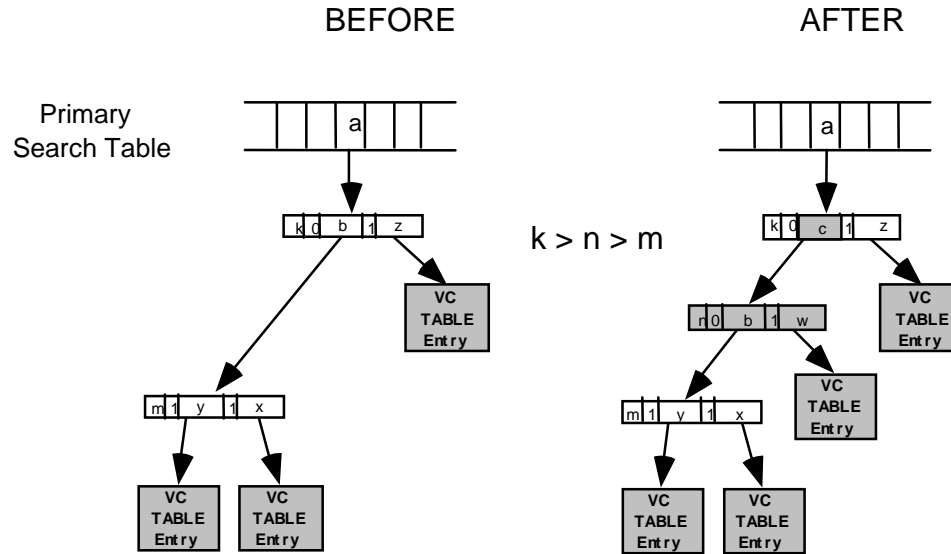 BEFORE
AFTER
Primary
Search Table
a
a
k 0 b 1 z
k > n > m
k 0 c 1 z
VC
TABLE
Entry
VC
TABLE
Entry
n 0 b 1 w
m 1 y 1 x
m 1 y 1 x
VC
TABLE
Entry
VC
TABLE
Entry
VC
TABLE
Entry
VC
TABLE
Entry
VC
TABLE
Entry